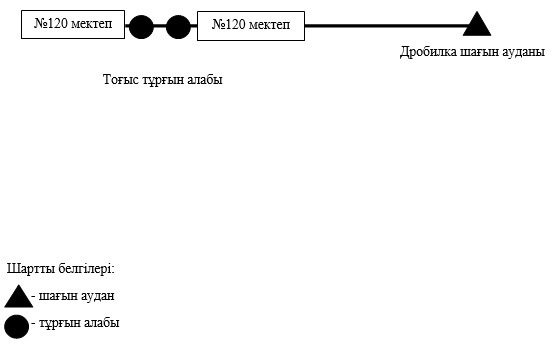 №120 мектеп
№120 мектеп
Дробилка шағын ауданы
Тоғыс тұрғын алабы
Шартты белгілері:
- шағын аудан
- тұрғын алабы